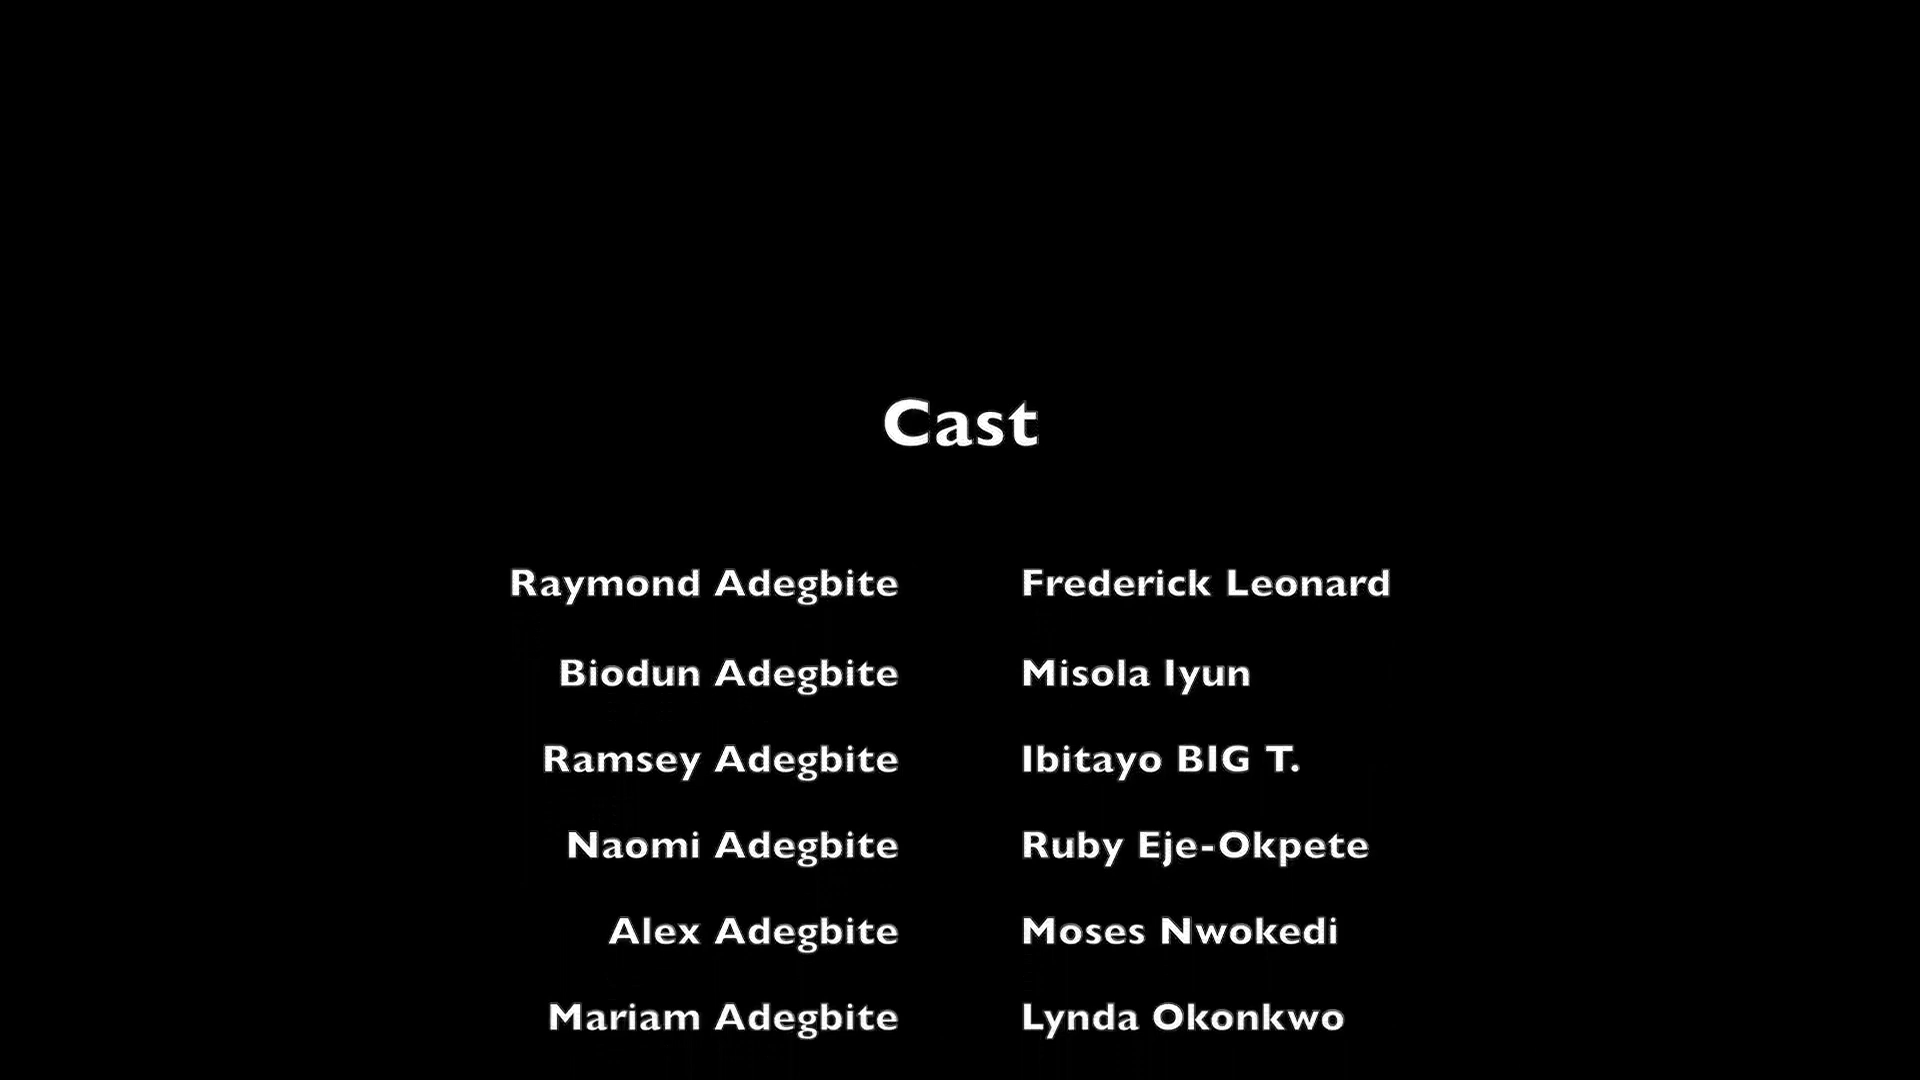 Cast
Raymond Adegbite Frederick Leonard
Biodun Adegbite Misola Iyun
Ramsey Adegbite Ibitayo BIG T.
Naomi Adegbite Ruby Eje-Okpete
Alex Adegbite Moses Nwokedi
Mariam Adegbite Lynda Okonkwo